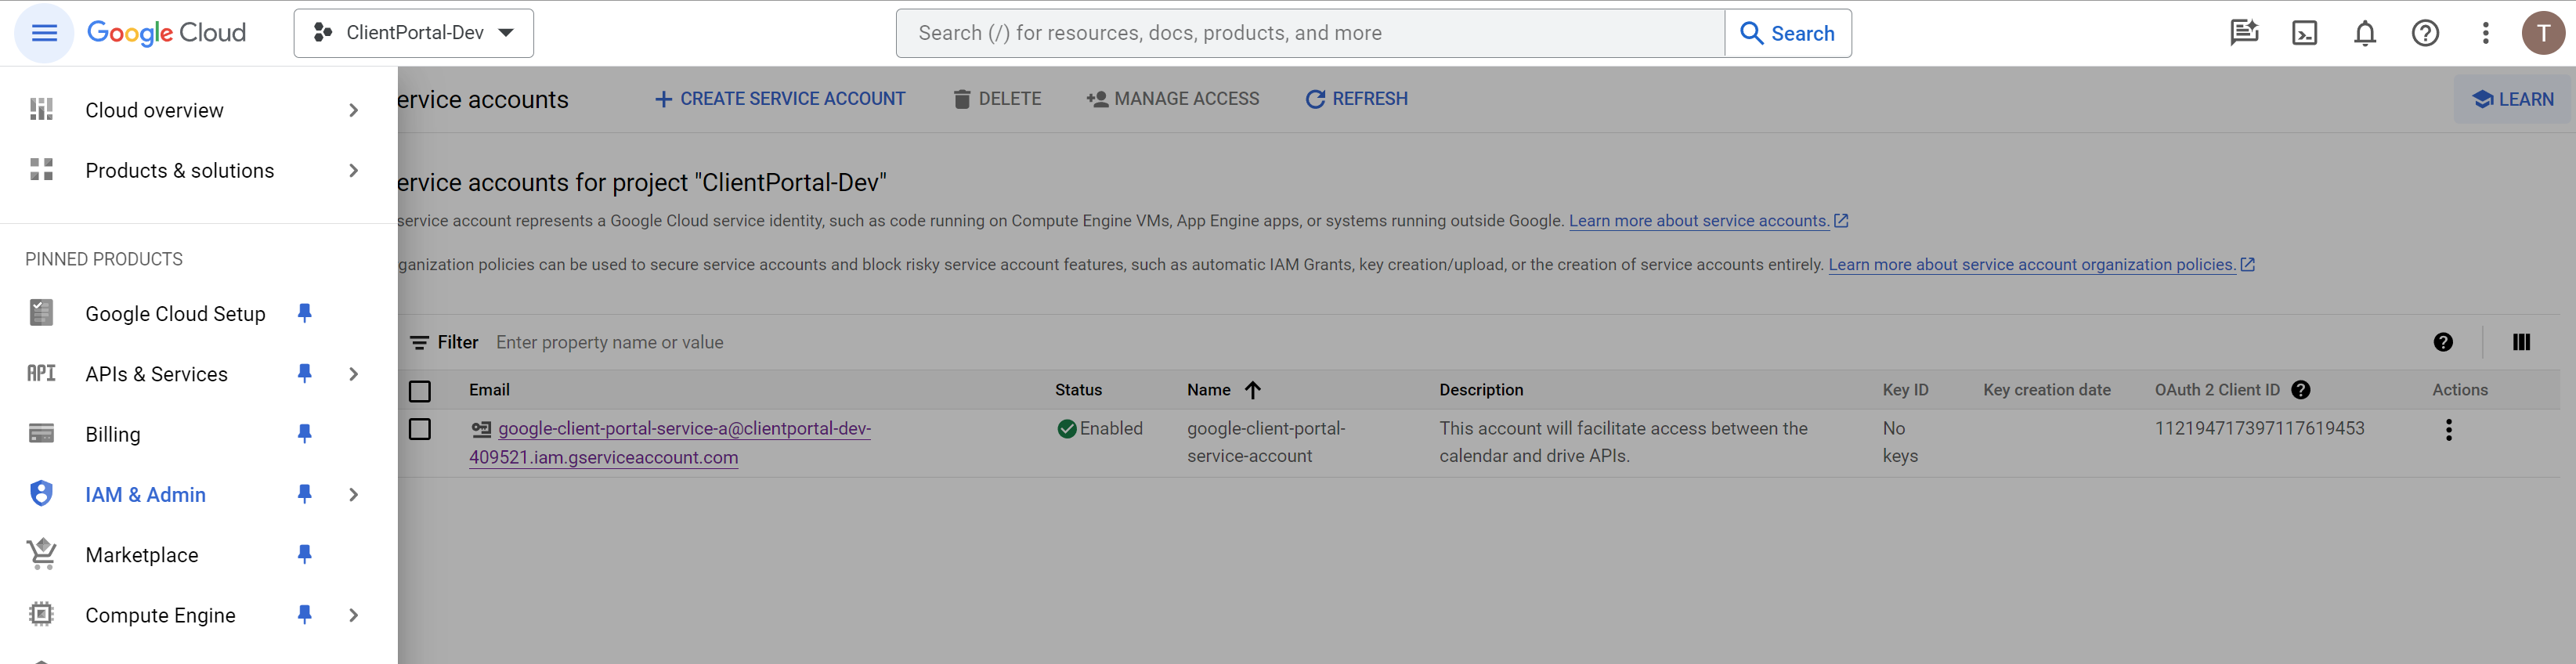 Google Cloud
ClientPortal-Dev
Search (/) for resources, docs, products, and more
Search
T
Cloud overview
Products & solutions
PINNED PRODUCTS
Google Cloud Setup
API APIs & Services
Billing
IAM & Admin
Marketplace
Compute Engine
ervice accounts
CREATE SERVICE ACCOUNT
DELETE
MANAGE ACCESS
REFRESH
LEARN
ervice accounts for project "ClientPortal-Dev"
service account represents a Google Cloud service identity, such as code running on Compute Engine VMs, App Engine apps, or systems running outside Google. Learn more about service accounts.
ganization policies can be used to secure service accounts and block risky service account features, such as automatic IAM Grants, key creation/upload, or the creation of service accounts entirely. Learn more about service account organization policies.
Filter Enter property name or value
Email Status Name Description Key ID Key creation date OAuth 2 Client ID Actions
google-client-portal-service-a@clientportal-dev-
409521.iam.gserviceaccount.com
Enabled
google-client-portal-
service-account
This account will facilitate access between the
calendar and drive APIs.
No
keys
112194717397117619453